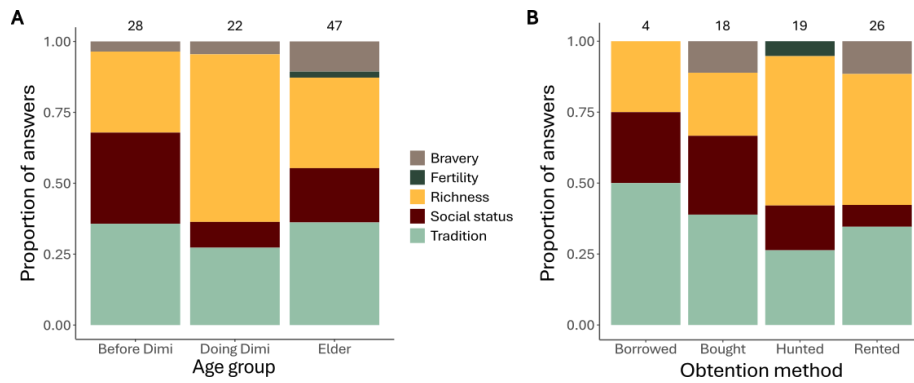 A
28 22 47
Proportion of answers
1.00
0.75
0.50
0.25
0.00
Before Dimi Doing Dimi Elder
Age group
Bravery
Fertility
Richness
Social status
Tradition
B
4 18 19 26
Proportion of answers
1.00
0.75
0.50
0.25
0.00
Borrowed Bought Hunted Rented
Obtention method